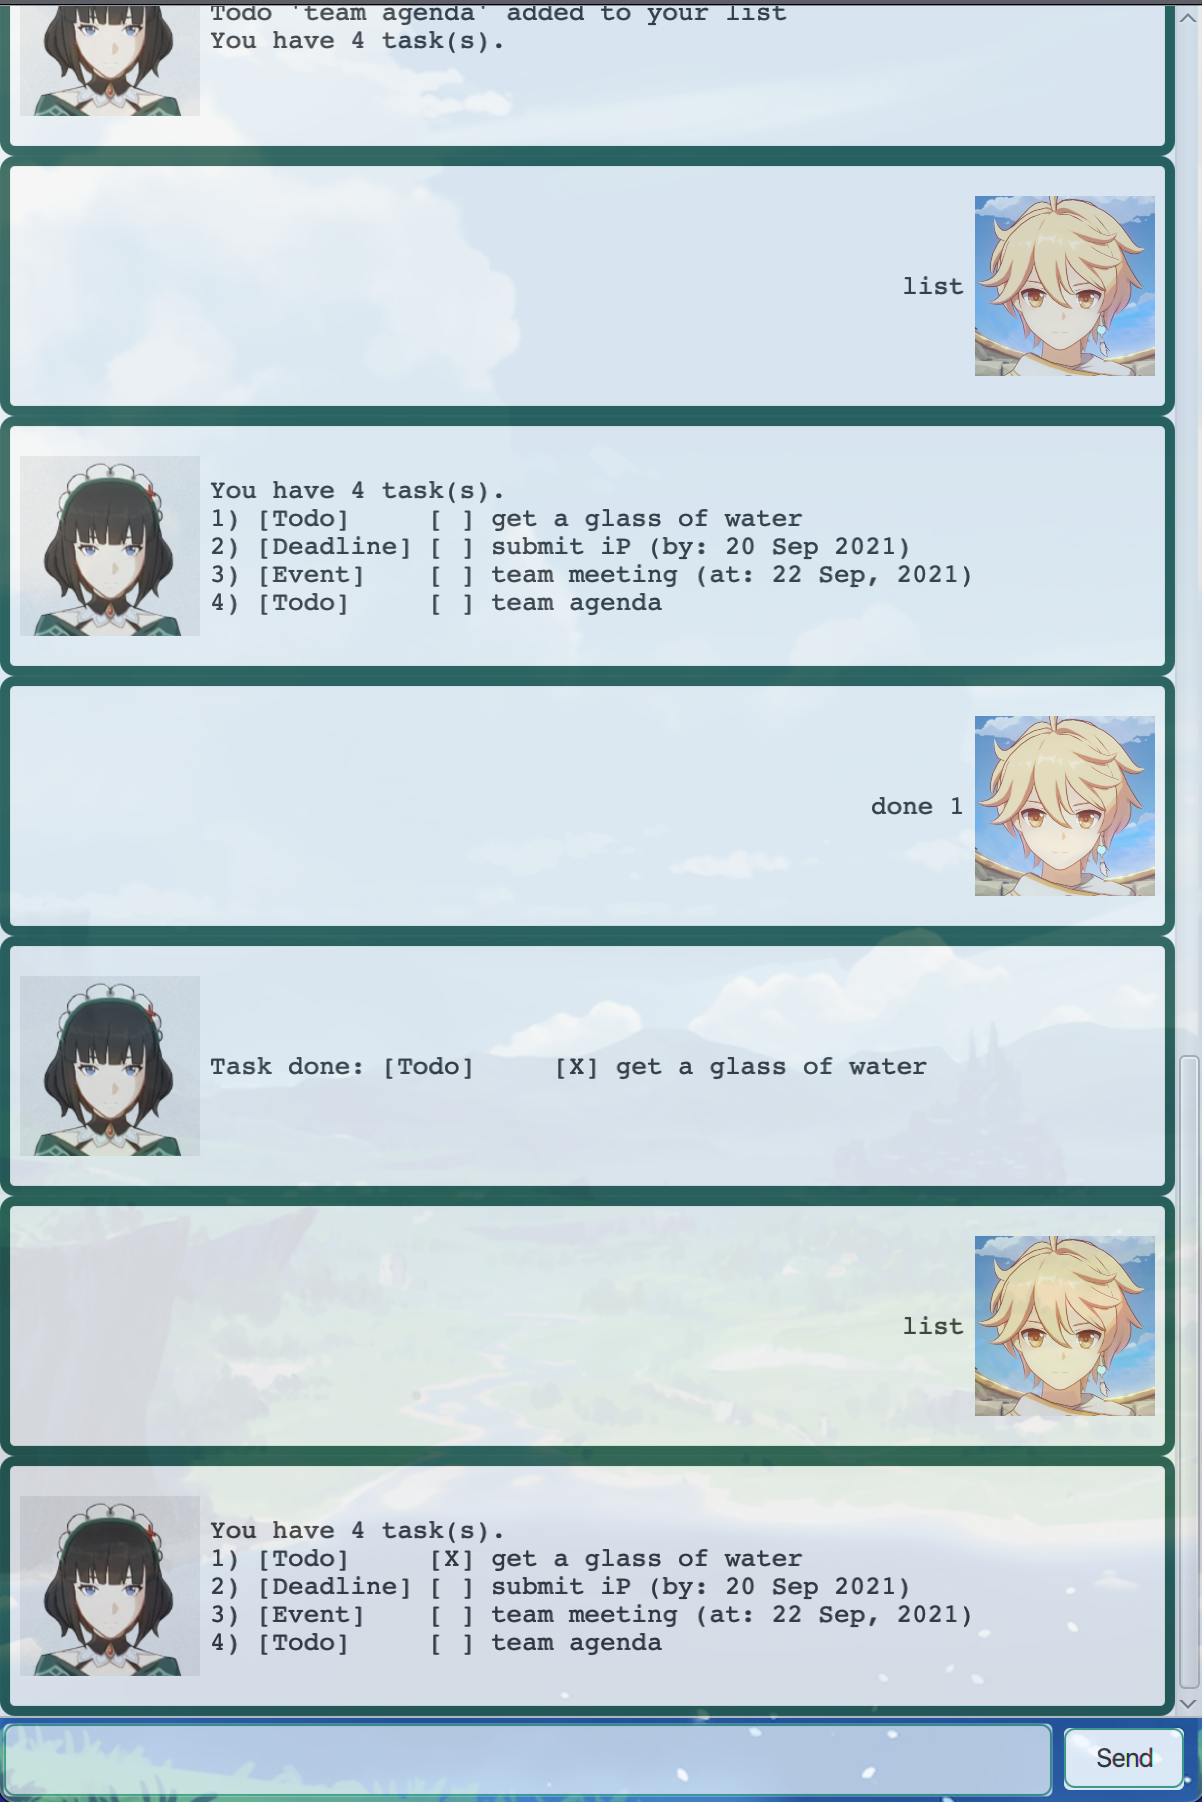 Todo 'team agenda' added to your list
You have 4 task(s).
list
You have 4 task(s).
1) [Todo]     [ ] get a glass of water
2) [Deadline] [ ] submit iP (by: 20 Sep 2021)
3) [Event]    [ ] team meeting (at: 22 Sep, 2021)
4) [Todo]     [ ] team agenda
done 1
Task done: [Todo]     [X] get a glass of water
list
You have 4 task(s).
1) [Todo]     [X] get a glass of water
2) [Deadline] [ ] submit iP (by: 20 Sep 2021)
3) [Event]    [ ] team meeting (at: 22 Sep, 2021)
4) [Todo]     [ ] team agenda
Send